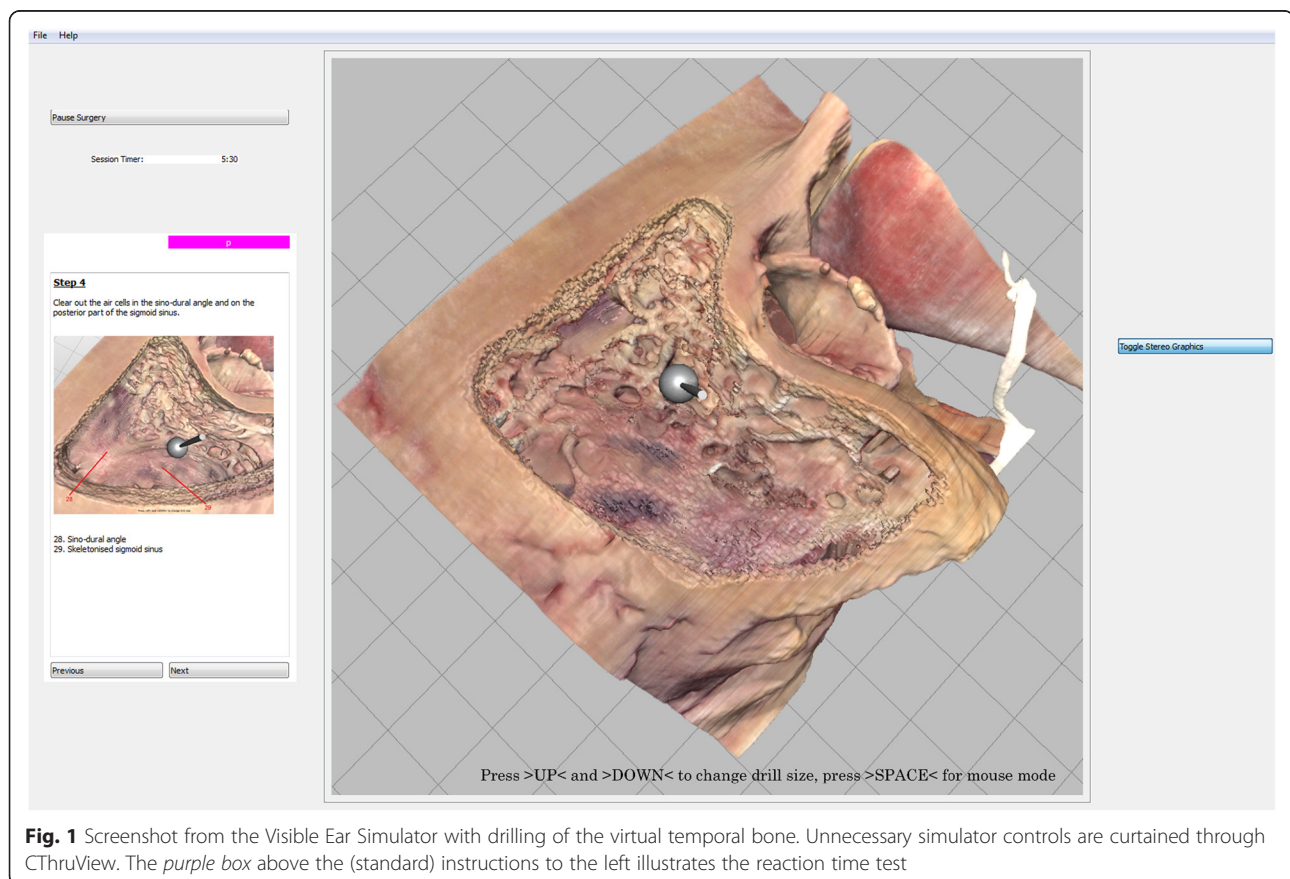 File Help
Pause Surgery
Session Timer: 5:30
p
Step 4
Clear out the air cells in the sino-dural angle and on the
posterior part of the sigmoid sinus.
28
29
28. Sino-dural angle
29. Skeletonised sigmoid sinus
Previous Next
Toggle Stereo Graphics
Press >UP< and >DOWN< to change drill size, press >SPACE< for mouse mode
Fig. 1 Screenshot from the Visible Ear Simulator with drilling of the virtual temporal bone. Unnecessary simulator controls are curtained through
CThruView. The purple box above the (standard) instructions to the left illustrates the reaction time test